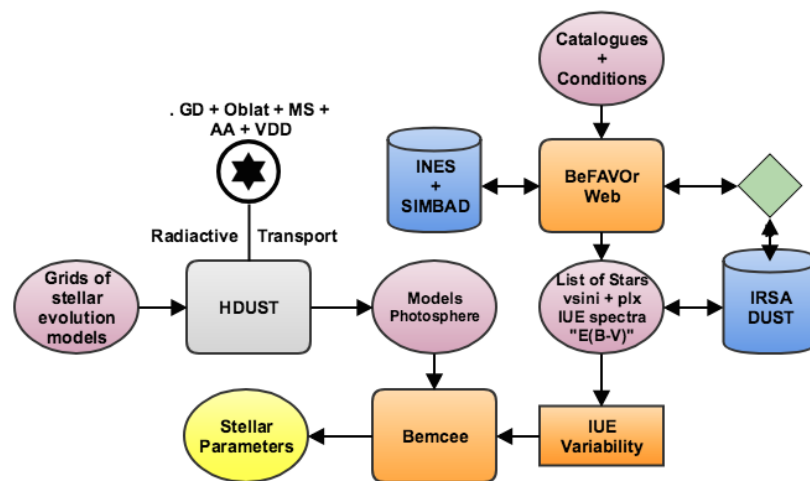 Catalogues
+
Conditions
. GD + Oblat + MS +
AA + VDD
INES
+
SIMBAD
BeFAVOr
Web
Radiactive Transport
Grids of
stellar
evolution
models
HDUST
Models
Photosphere
List of Stars
vsini + plx
IUE spectra
"E(B-V)"
IRSA
DUST
Stellar
Parameters
Bemcee
IUE
Variability